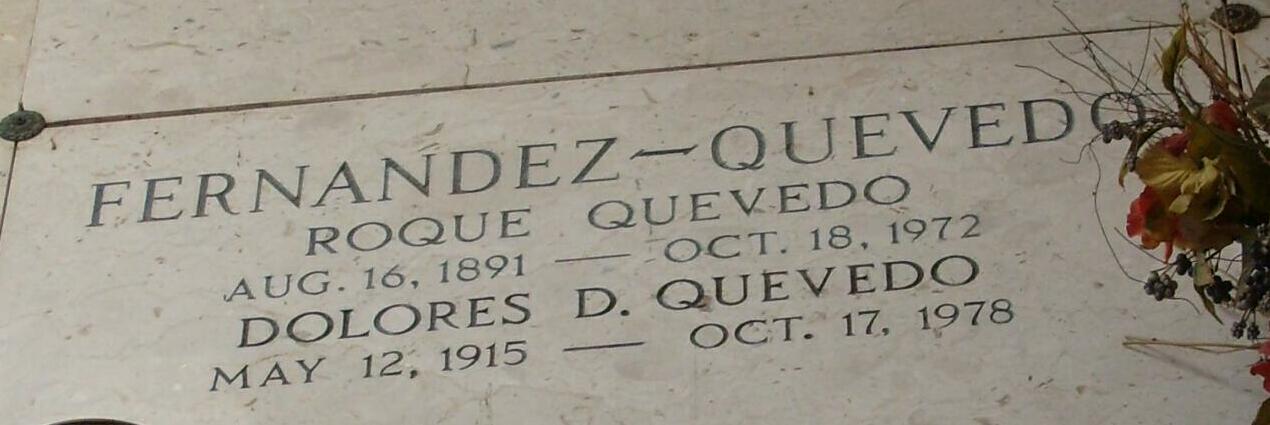 FERNANDEZ—QUEVEDO
ROQUE QUEVEDO
AUG. 16, 1891 — OCT. 18, 1972
DOLORES D. QUEVEDO
MAY 12, 1915 — OCT. 17, 1978